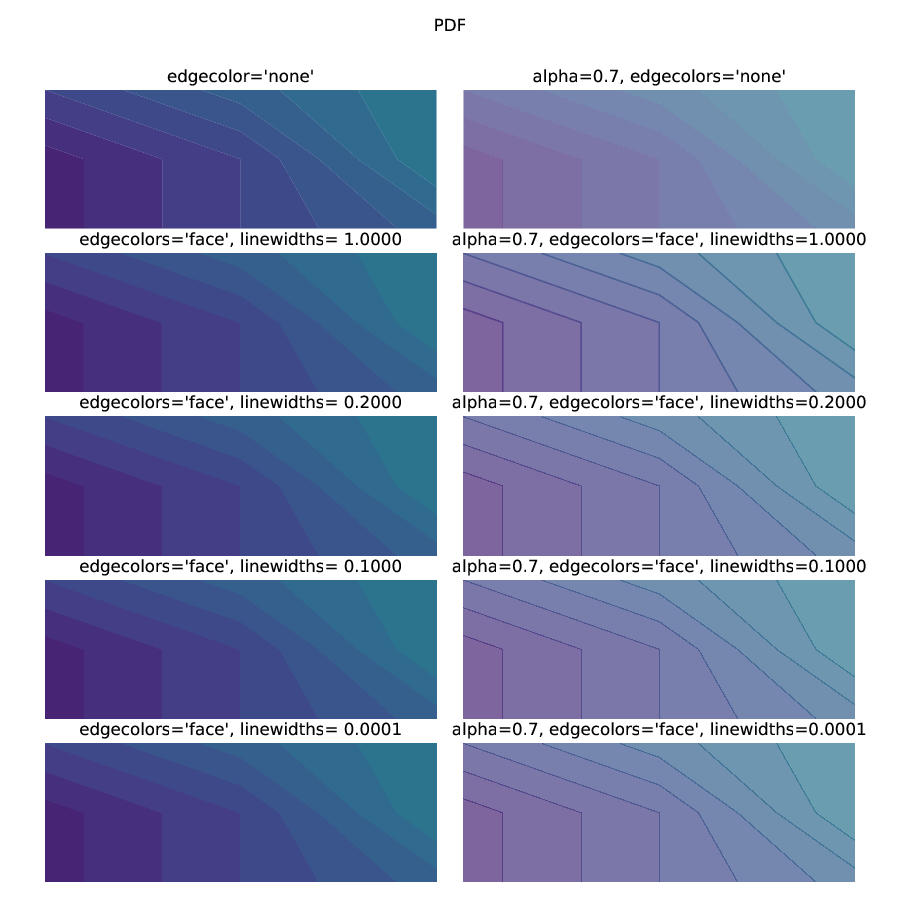 PDF
edgecolor='none'
alpha=0.7, edgecolors='none'
edgecolors='face', linewidths= 1.0000
alpha=0.7, edgecolors='face', linewidths=1.0000
edgecolors='face', linewidths= 0.2000
alpha=0.7, edgecolors='face', linewidths=0.2000
edgecolors='face', linewidths= 0.1000
alpha=0.7, edgecolors='face', linewidths=0.1000
edgecolors='face', linewidths= 0.0001
alpha=0.7, edgecolors='face', linewidths=0.0001